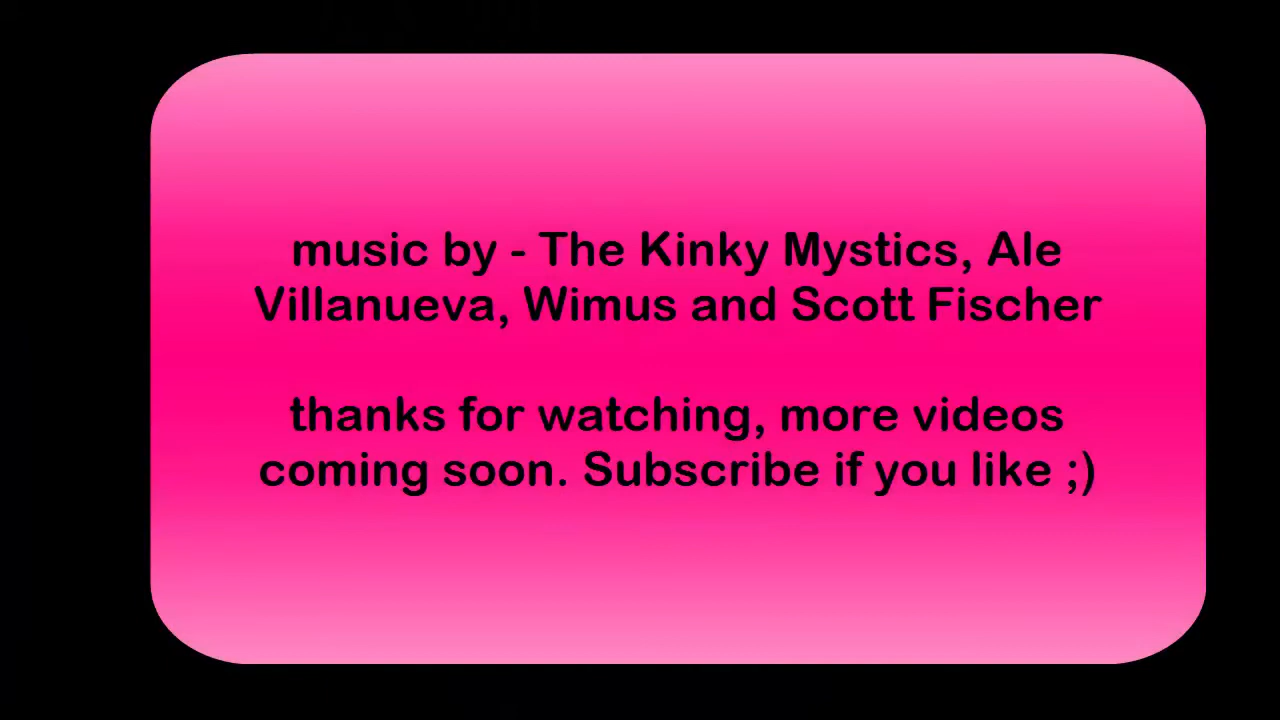 music by - The Kinky Mystics, Ale
Villanueva, Wimus and Scott Fischer
thanks for watching, more videos
coming soon. Subscribe if you like ;)